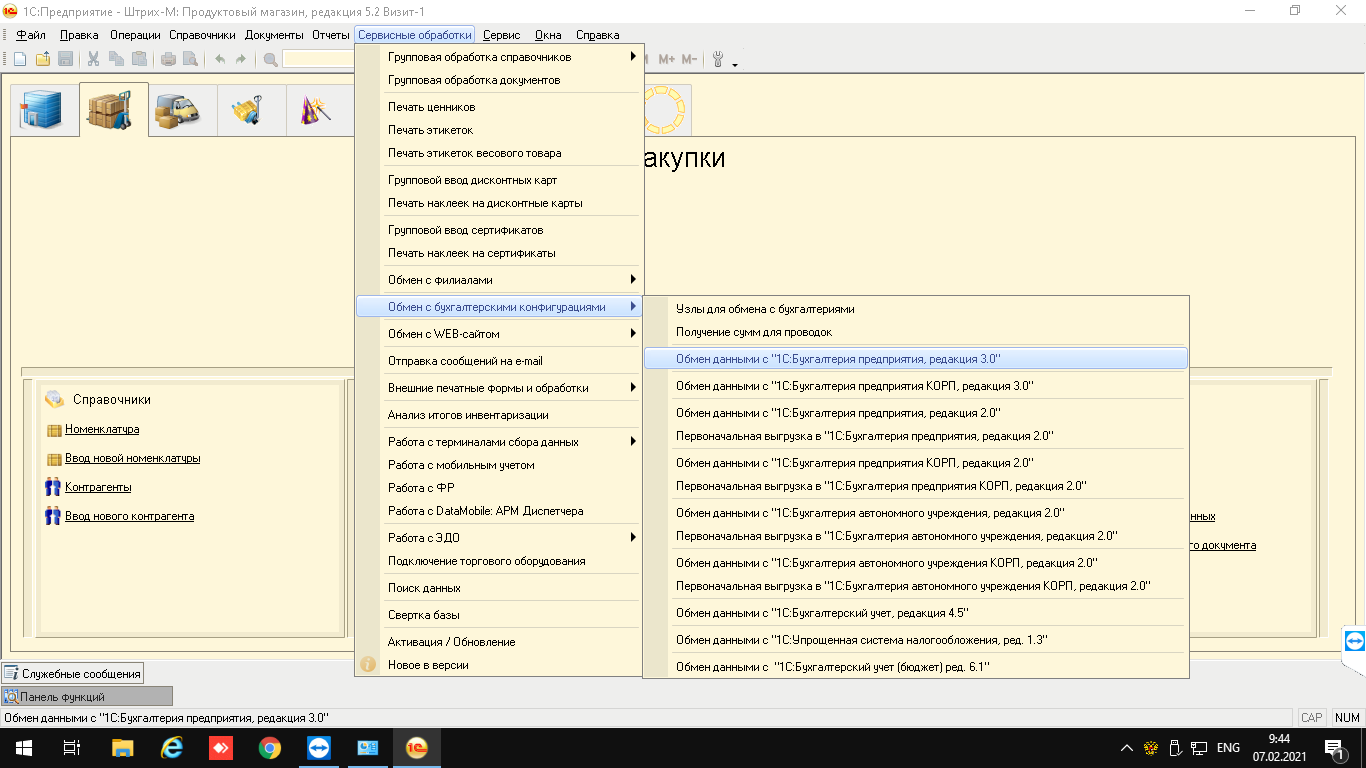 1С:Предприятие - Штрих-М: Продуктовый магазин, редакция 5.2 Визит-1
Файл Правка Операции Справочники Документы Отчеты Сервисные обработки Сервис Окна Справка
M+ M-
акупки
Групповая обработка справочников
Групповая обработка документов
Печать ценников
Печать этикеток
Печать этикеток весового товара
Групповой ввод дисконтных карт
Печать наклеек на дисконтные карты
Групповой ввод сертификатов
Печать наклеек на сертификаты
Обмен с филиалами
Обмен с бухгалтерскими конфигурациями
Обмен с WEB-сайтом
Отправка сообщений на e-mail
Внешние печатные формы и обработки
Анализ итогов инвентаризации
Работа с терминалами сбора данных
Работа с мобильным учетом
Работа с ФР
Работа с DataMobile: АРМ Диспетчера
Работа с ЭДО
Подключение торгового оборудования
Поиск данных
Свертка базы
Активация / Обновление
Новое в версии
Узлы для обмена с бухгалтериями
Получение сумм для проводок
Обмен данными с "1С:Бухгалтерия предприятия, редакция 3.0"
Обмен данными с "1С:Бухгалтерия предприятия КОРП, редакция 3.0"
Обмен данными с "1С:Бухгалтерия предприятия, редакция 2.0"
Первоначальная выгрузка в "1С:Бухгалтерия предприятия, редакция 2.0"
Обмен данными с "1С:Бухгалтерия предприятия КОРП, редакция 2.0"
Первоначальная выгрузка в "1С:Бухгалтерия предприятия КОРП, редакция 2.0"
Обмен данными с "1С:Бухгалтерия автономного учреждения, редакция 2.0"
Первоначальная выгрузка в "1С:Бухгалтерия автономного учреждения, редакция 2.0"
Обмен данными с "1С:Бухгалтерия автономного учреждения КОРП, редакция 2.0"
Первоначальная выгрузка в "1С:Бухгалтерия автономного учреждения КОРП, редакция 2.0"
Обмен данными с "1С:Бухгалтерский учет, редакция 4.5"
Обмен данными с "1С:Упрощенная система налогообложения, ред. 1.3"
Обмен данными с "1С:Бухгалтерский учет (бюджет) ред. 6.1"
Справочники
Номенклатура
Ввод новой номенклатуры
Контрагенты
Ввод нового контрагента
нных
го документа
Служебные сообщения
Панель функций
Обмен данными с "1С:Бухгалтерия предприятия, редакция 3.0"
CAP NUM
ENG
9:44
07.02.2021
1